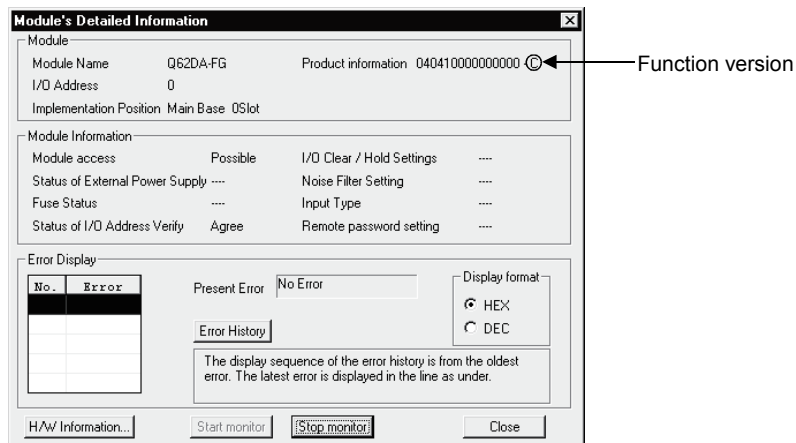 Module's Detailed Information
Module
Module Name Q62DA-FG Product information 040410000000000 - C
Function version
I/O Address 0
Implementation Position Main Base 0Slot
Module Information
Module access Possible I/O Clear / Hold Settings ----
Status of External Power Supply ---- Noise Filter Setting ----
Fuse Status ---- Input Type ----
Status of I/O Address Verify Agree Remote password setting ----
Error Display
No. Error
Present Error No Error
Display format
HEX
DEC
Error History
The display sequence of the error history is from the oldest
error. The latest error is displayed in the line as under.
H/W Information... Start monitor Stop monitor Close